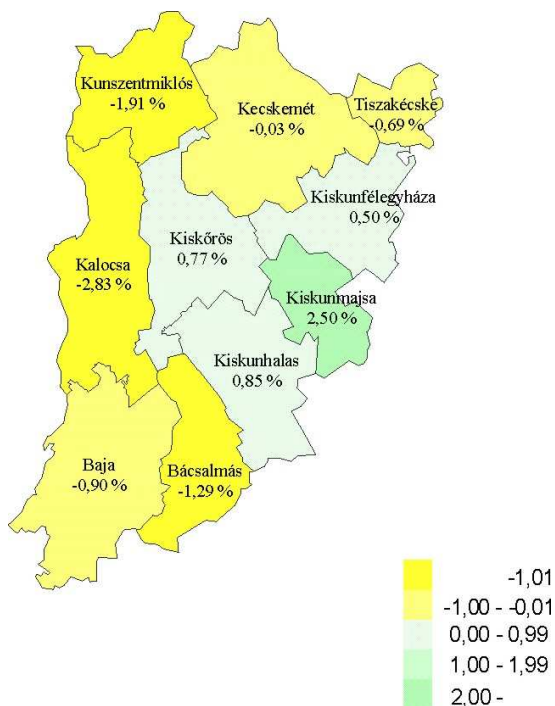 Kunszentmiklós
-1,91 %
Kecskemét
-0,03 %
Tiszakécske
-0,69 %
Kiskunfélegyháza
0,50 %
Kiskőrös
0,77 %
Kalocsa
-2,83 %
Kiskunmajsa
2,50 %
Kiskunhalas
0,85 %
Baja
-0,90 %
Bácsalmás
-1,29 %
-1,01
-1,00 - -0,01
0,00 - 0,99
1,00 - 1,99
2,00 -